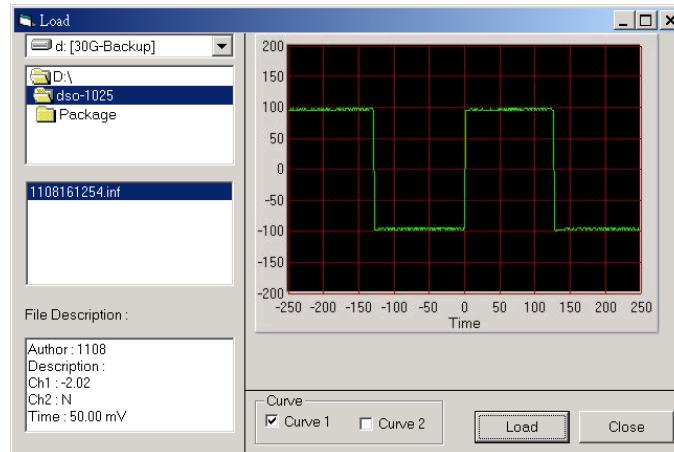 Load
d: [30G-Backup]
D:\
dso-1025
Package
1108161254.inf
File Description :
Author : 1108
Description :
Ch1 : -2.02
Ch2 : N
Time : 50.00 mV
200
150
100
50
0
-50
-100
-150
-200
-250 -200 -150 -100 -50 0 50 100 150 200 250
Time
Curve
Curve 1 Curve 2
Load Close